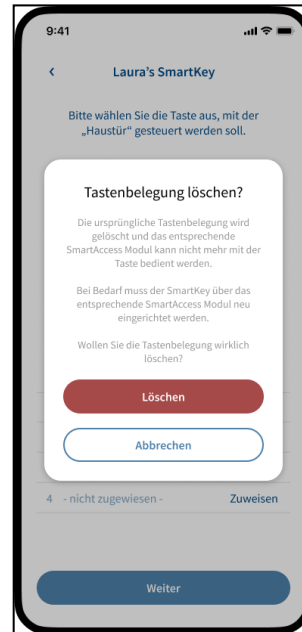 9:41
Laura's SmartKey
Bitte wählen Sie die Taste aus, mit der
„Haustür" gesteuert werden soll.
Tastenbelegung löschen?
Die ursprüngliche Tastenbelegung wird
gelöscht und das entsprechende
SmartAccess Modul kann nicht mehr mit der
Taste bedient werden.
Bei Bedarf muss der SmartKey über das
entsprechende SmartAccess Modul neu
eingerichtet werden.
Wollen Sie die Tastenbelegung wirklich
löschen?
Löschen
Abbrechen
4 - nicht zugewiesen - Zuweisen
Weiter